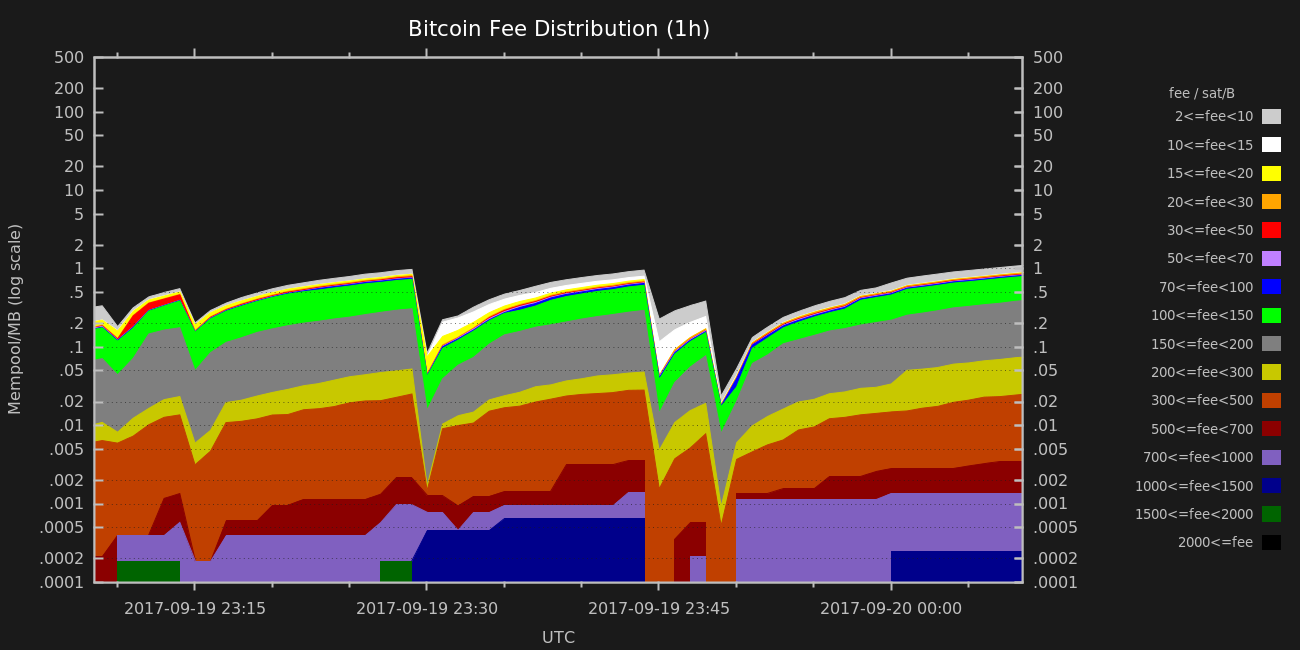 Bitcoin Fee Distribution (1h)
500
200
100
50
20
10
5
2
1
.5
.2
.1
.05
.02
.01
.005
.002
.001
.0005
.0002
.0001
Mempool/MB (log scale)
500
200
100
50
20
10
5
2
1
.5
.2
.1
.05
.02
.01
.005
.002
.001
.0005
.0002
.0001
2017-09-19 23:15
2017-09-19 23:30
2017-09-19 23:45
2017-09-20 00:00
UTC
fee / sat/B
2<=fee<10
10<=fee<15
15<=fee<20
20<=fee<30
30<=fee<50
50<=fee<70
70<=fee<100
100<=fee<150
150<=fee<200
200<=fee<300
300<=fee<500
500<=fee<700
700<=fee<1000
1000<=fee<1500
1500<=fee<2000
2000<=fee